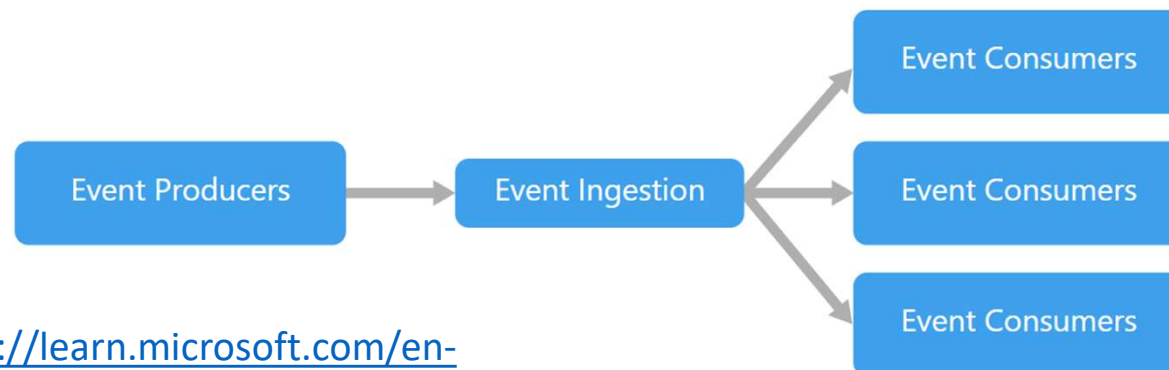 Event Consumers
Event Producers
Event Ingestion
Event Consumers
Event Consumers
://learn.microsoft.com/en-